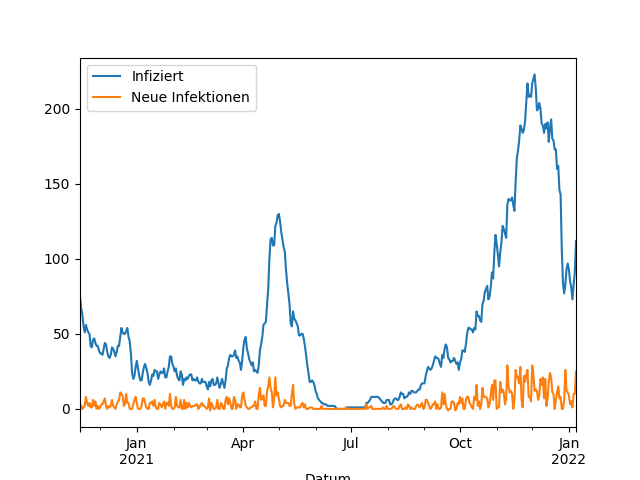 Infiziert
Neue Infektionen
200
150
100
50
0
Jan
2021
Apr
Jul
Oct
Jan
2022
Datum